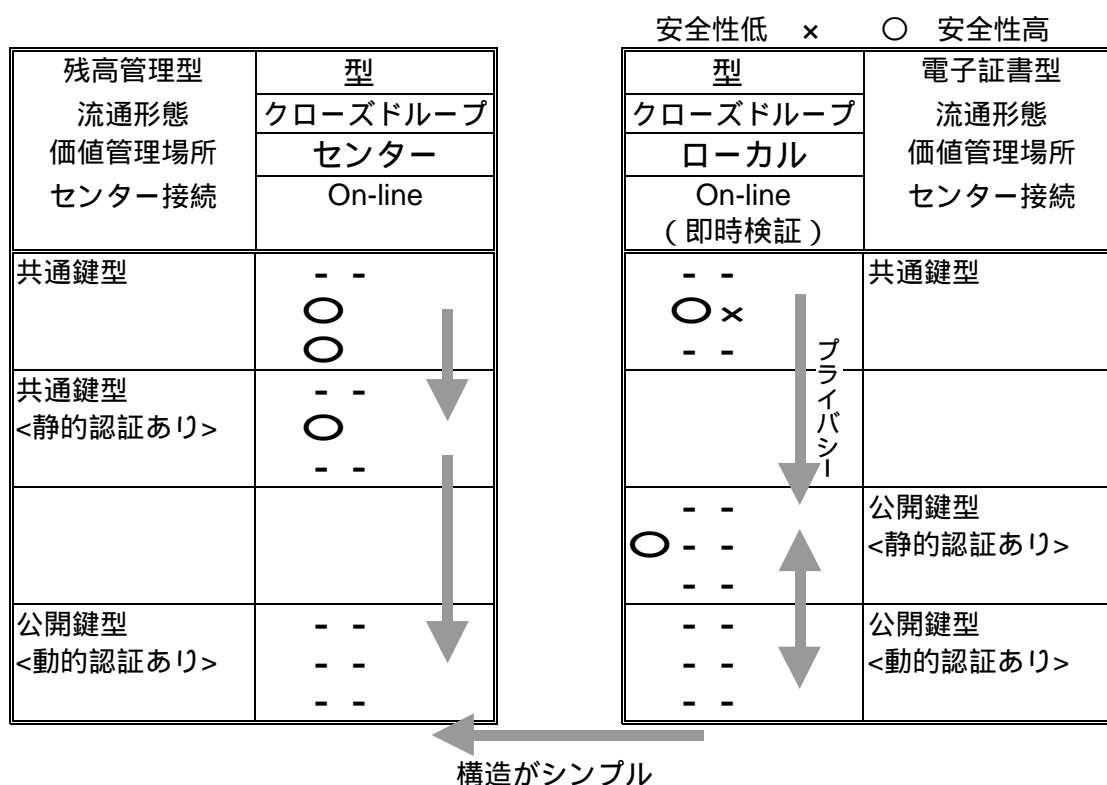 安全性低 × ○ 安全性高
残高管理型 型
流通形態 クローズドループ
価値管理場所 センター
センター接続 On-line
共通鍵型 - -
○
○
共通鍵型 - -
<静的認証あり> ○
- -
公開鍵型 - -
<動的認証あり> - -
- -
型 電子証書型
クローズドループ 流通形態
ローカル 価値管理場所
On-line センター接続
(即時検証)
- - 共通鍵型
○×
- -
プライバシー
- - 公開鍵型
○- - <静的認証あり>
- -
- - 公開鍵型
- - <動的認証あり>
- -
構造がシンプル